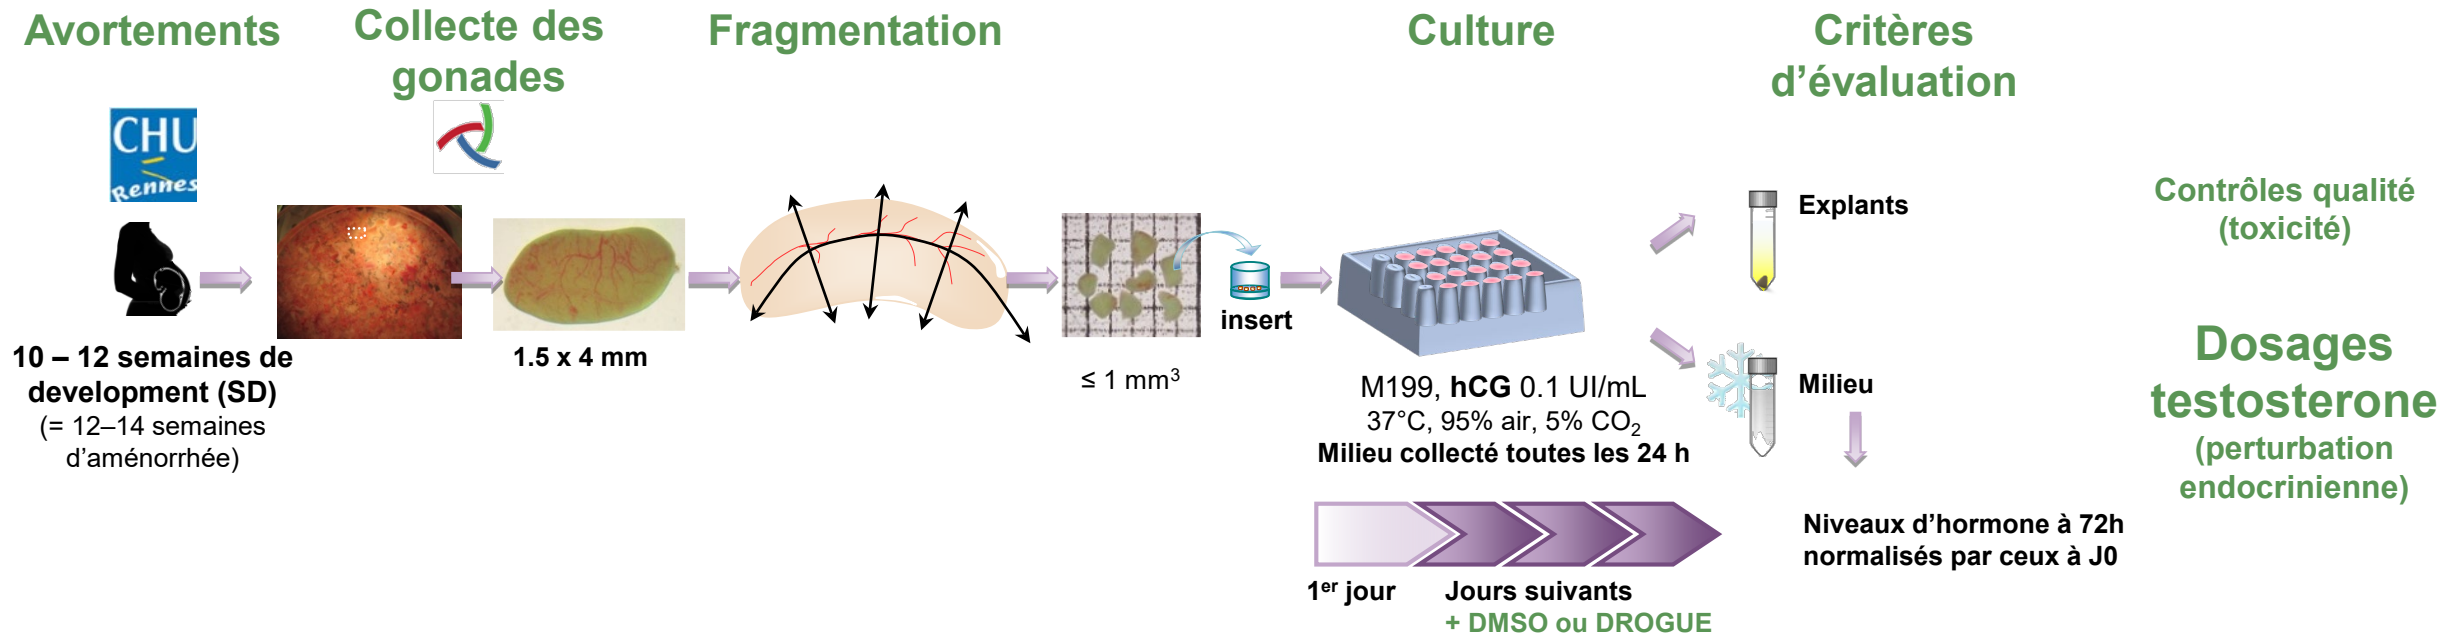 Avortements
Collecte des
gonades
Fragmentation
Culture
Critères
d’évaluation
CHU
Rennes
10 – 12 semaines de
development (SD)
(= 12–14 semaines
d’aménorrhée)
1.5 x 4 mm
≤ 1 mm³
insert
M199, hCG 0.1 UI/mL
37°C, 95% air, 5% CO₂
Milieu collecté toutes les 24 h
1er jour
Jours suivants
+ DMSO ou DROGUE
Explants
Milieu
Niveaux d’hormone à 72h
normalisés par ceux à J0
Contrôles qualité
(toxicité)
Dosages
testosterone
(perturbation
endocrinienne)